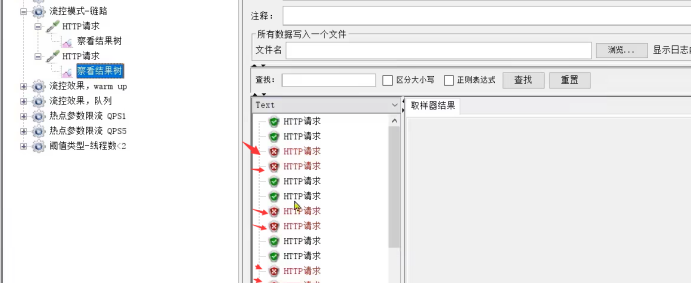 流控模式-链路
HTTP请求
察看结果树
HTTP请求
察看结果树
流控效果，warm up
流控效果，队列
热点参数限流 QPS1
热点参数限流 QPS5
阈值类型-线程数<2
注释：
所有数据写入一个文件
文件名
浏览...
显示日志
查找：
区分大小写
正则表达式
查找
重置
Text
取样器结果
HTTP请求
HTTP请求
HTTP请求
HTTP请求
HTTP请求
HTTP请求
HTTP请求
HTTP请求
HTTP请求
HTTP请求
HTTP请求